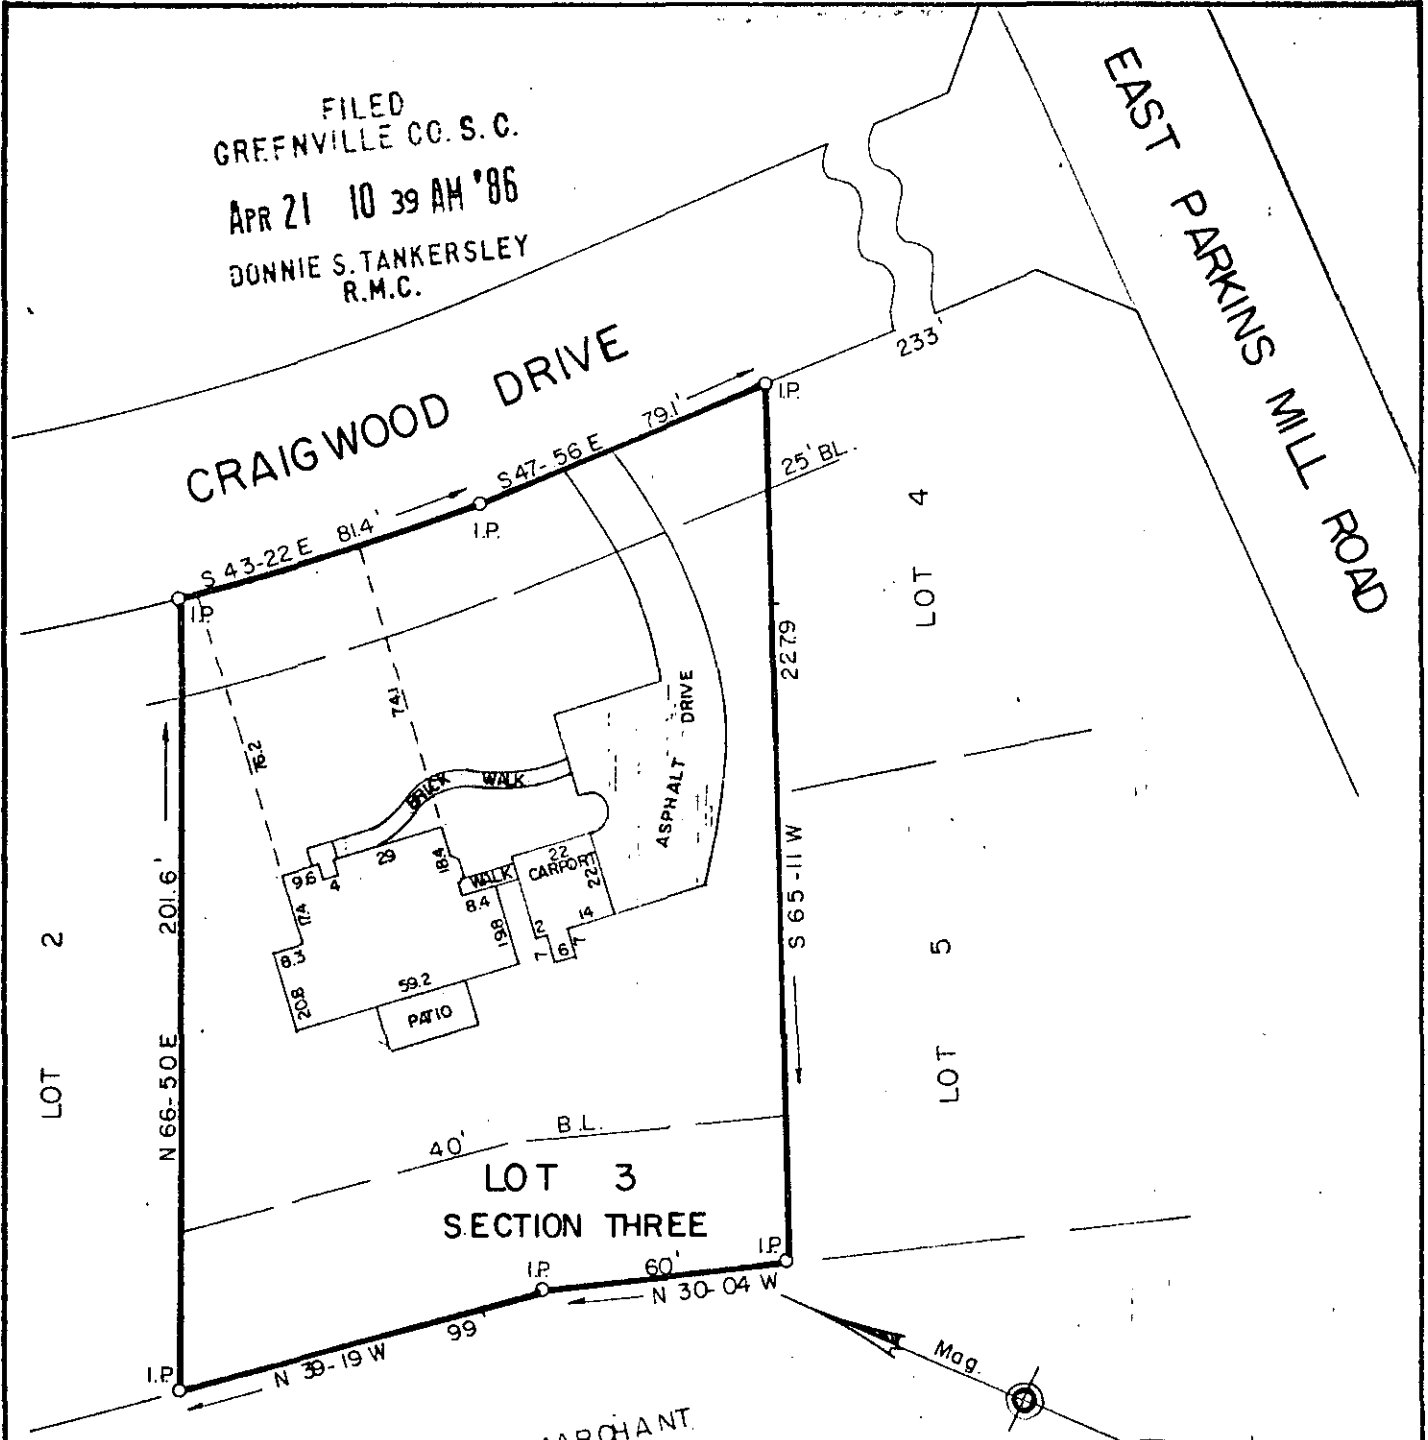 FILED
GREENVILLE CO. S. C.
APR 21 10 39 AM '86
DONNIE S. TANKERSLEY
R.M.C.
EAST PARKINS MILL ROAD
CRAIGWOOD DRIVE
233'
I.P.
79.1'
S 47-56 E
25' BL.
I.P.
81.4'
S 43-22 E
I.P.
LOT 4
227.9
S 65-11 W
74.1
76.2
ASPHALT DRIVE
BRICK WALK
29
18.4
22
CARPORT
22
WALK
8.4
9.6
4
17.4
8.3
20.8
19.8
2
14
7
6
7
59.2
PATIO
201.6'
N 66-50 E
LOT 2
LOT 5
40' B.L.
LOT 3
SECTION THREE
I.P.
I.P.
60'
N 30-04 W
99'
N 39-19 W
I.P.
Mag.